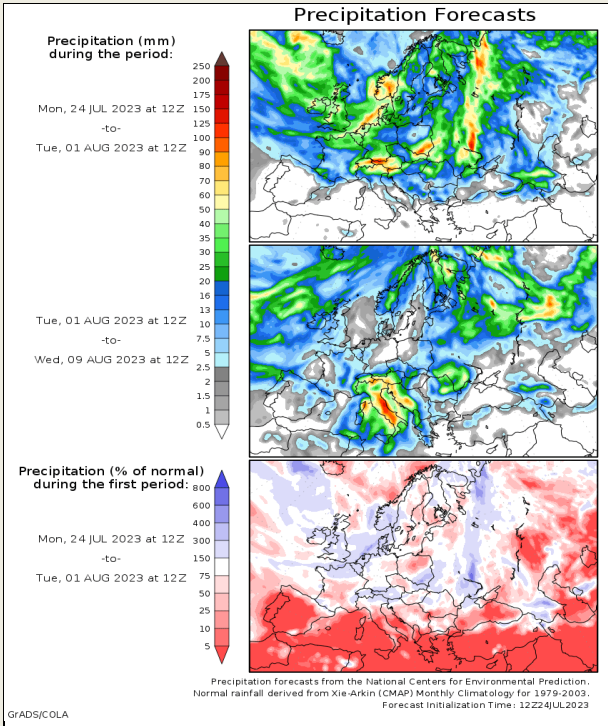 Precipitation Forecasts
Precipitation (mm)
during the period:
250
200
175
150
125
100
90
80
70
60
50
40
35
30
25
20
16
13
10
7.5
5
2.5
2
1.5
1
0.5
Mon, 24 JUL 2023 at 12Z
-to-
Tue, 01 AUG 2023 at 12Z
Tue, 01 AUG 2023 at 12Z
-to-
Wed, 09 AUG 2023 at 12Z
Precipitation (% of normal)
during the first period:
800
600
400
300
150
75
50
25
10
5
Mon, 24 JUL 2023 at 12Z
-to-
Tue, 01 AUG 2023 at 12Z
Precipitation forecasts from the National Centers for Environmental Prediction.
Normal rainfall derived from Xie-Arkin (CMAP) Monthly Climatology for 1979-2003.
Forecast Initialization Time: 12Z24JUL2023
GrADS/COLA